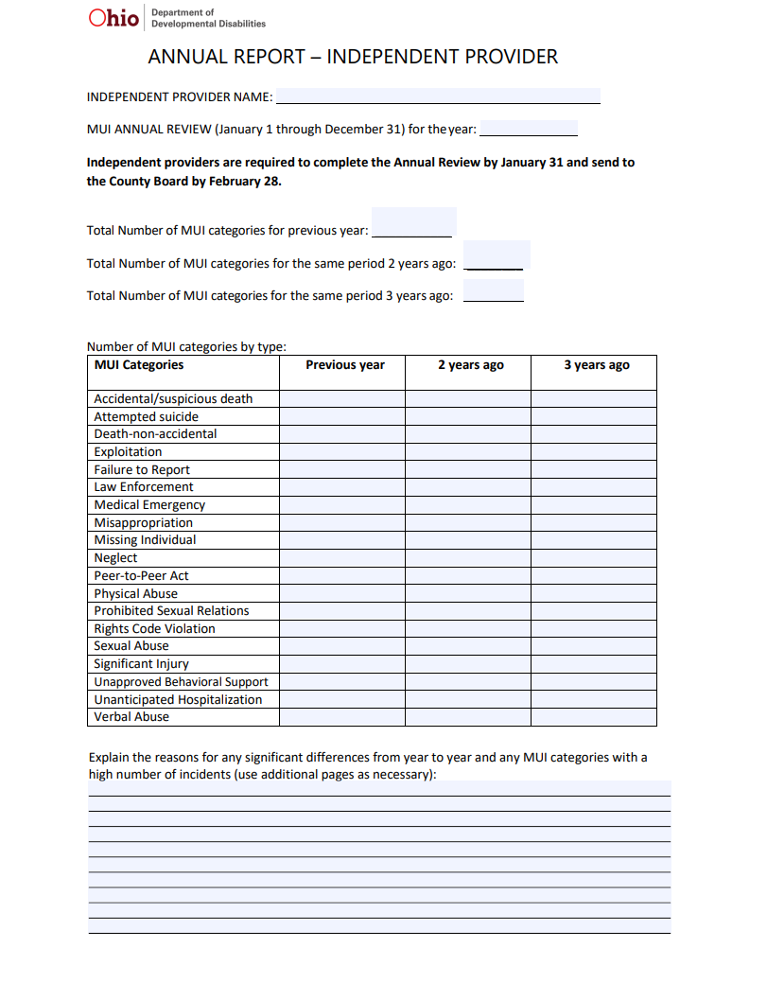 Ohio
Department of
Developmental Disabilities
ANNUAL REPORT – INDEPENDENT PROVIDER
INDEPENDENT PROVIDER NAME:
MUI ANNUAL REVIEW (January 1 through December 31) for the year:
Independent providers are required to complete the Annual Review by January 31 and send to
the County Board by February 28.
Total Number of MUI categories for previous year:
Total Number of MUI categories for the same period 2 years ago:
Total Number of MUI categories for the same period 3 years ago:
Number of MUI categories by type:
MUI Categories Previous year 2 years ago 3 years ago
Accidental/suspicious death
Attempted suicide
Death-non-accidental
Exploitation
Failure to Report
Law Enforcement
Medical Emergency
Misappropriation
Missing Individual
Neglect
Peer-to-Peer Act
Physical Abuse
Prohibited Sexual Relations
Rights Code Violation
Sexual Abuse
Significant Injury
Unapproved Behavioral Support
Unanticipated Hospitalization
Verbal Abuse
Explain the reasons for any significant differences from year to year and any MUI categories with a
high number of incidents (use additional pages as necessary):